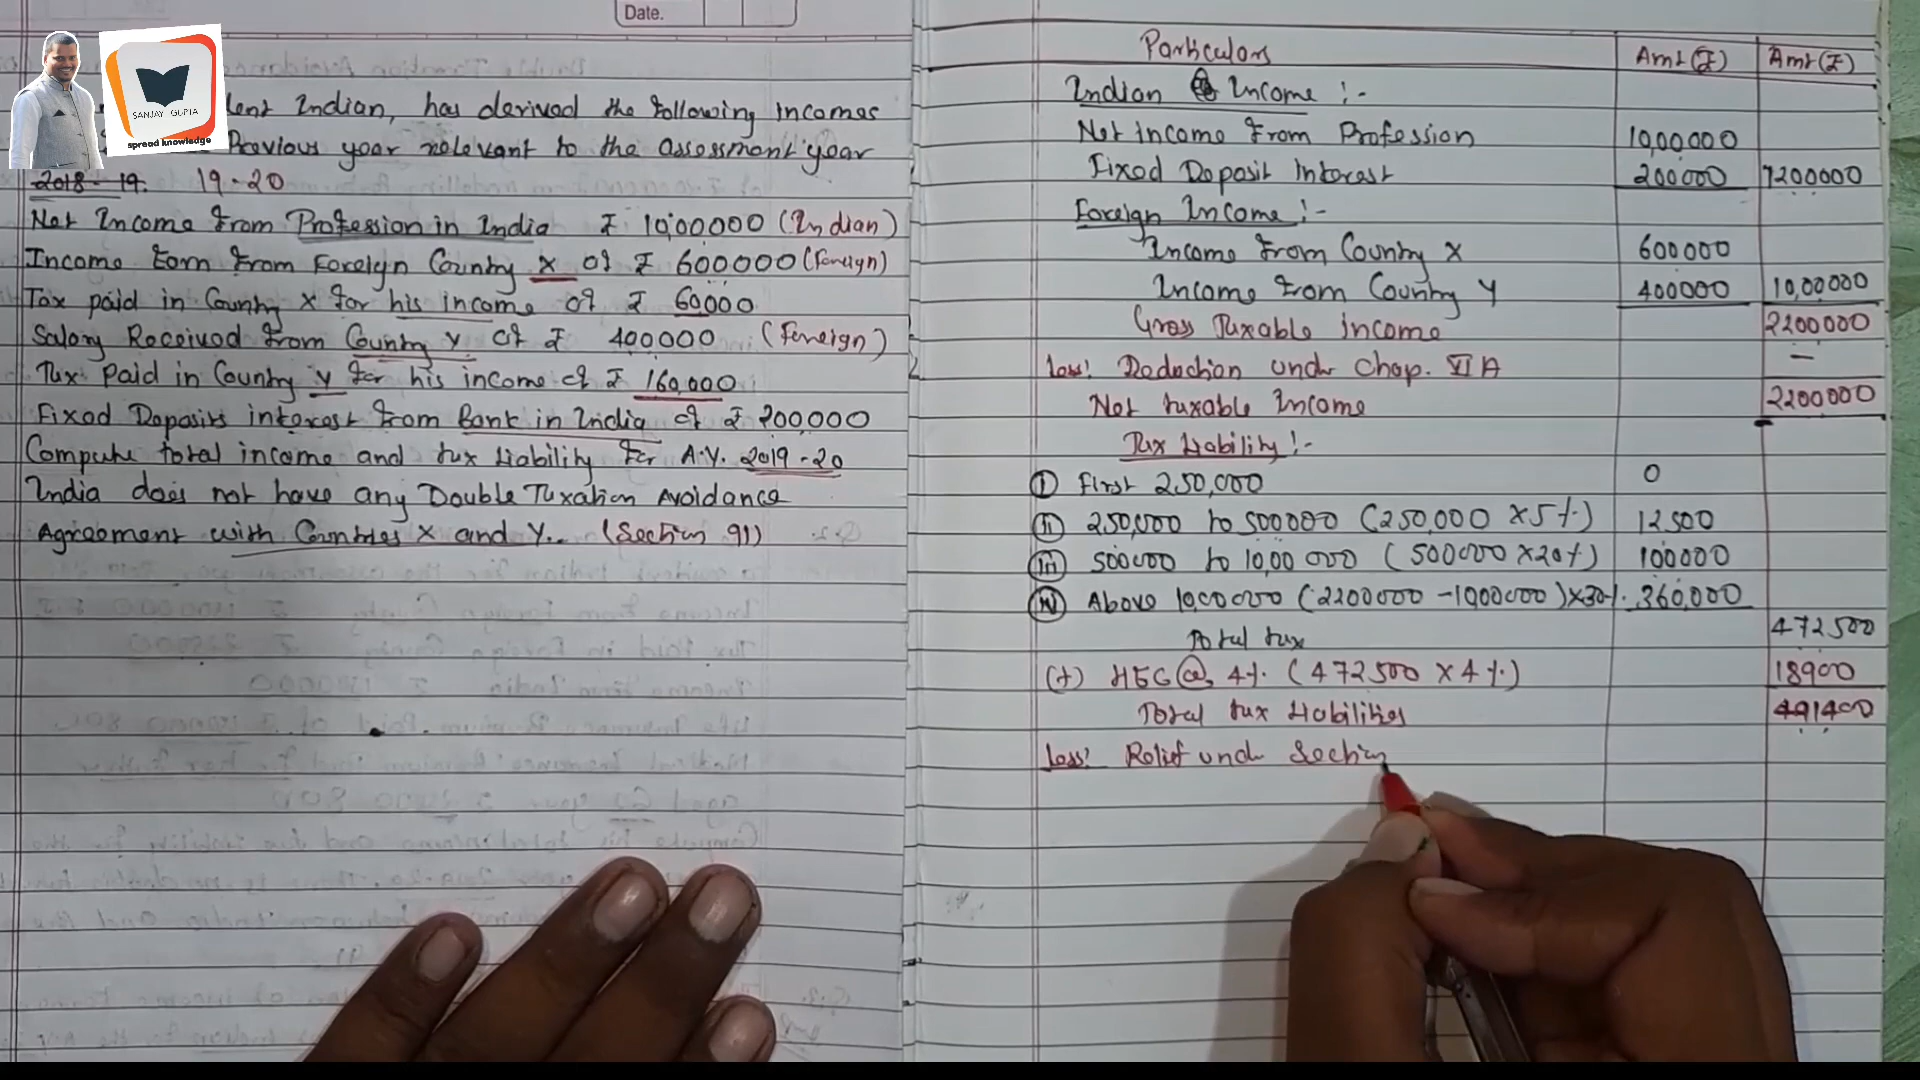 Date.
SANJAY GUPTA
spread knowledge
dent Indian, has derived the following incomes
Previous year relevant to the assessment year
2018-19. 19-20
Net Income from Profession in India ₹ 10,00000 (Indian)
Income from From Foreign Country X of ₹ 600000 (Foreign)
Tax paid in Country X for his income of ₹ 60000
Salary Received from Country Y of ₹ 400000 (Foreign)
Tax Paid in Country Y for his income of ₹ 160,000
Fixed Deposits interest from Bank in India of ₹ 200000
Compute total income and tax liability for A.Y. 2019-20
India does not have any Double Taxation Avoidance
Agreement with Countries X and Y.. (Section 91)
Particulars Amt(₹) Amt(₹)
Indian Income :-
Net income from Profession 10,00000
Fixed Deposit Interest 200000 1200000
Foreign Income :-
Income from Country X 600000
Income from Country Y 400000 10,00000
Gross Taxable income 2200000
Less: Deduction under Chap. VI A -
Net taxable Income 2200000
Tax Liability :-
(i) First 250,000 0
(ii) 250,000 to 500000 (250,000 x 5%) 12500
(iii) 500000 to 10,00000 (500000 x 20%) 100000
(iv) Above 1000000 (2200000 - 1000000) x 30%. 360,000
Total tax 472500
(+) HEC @ 4% (472500 x 4%) 18900
Total tax liabilities 491400
Less: Relief under Section